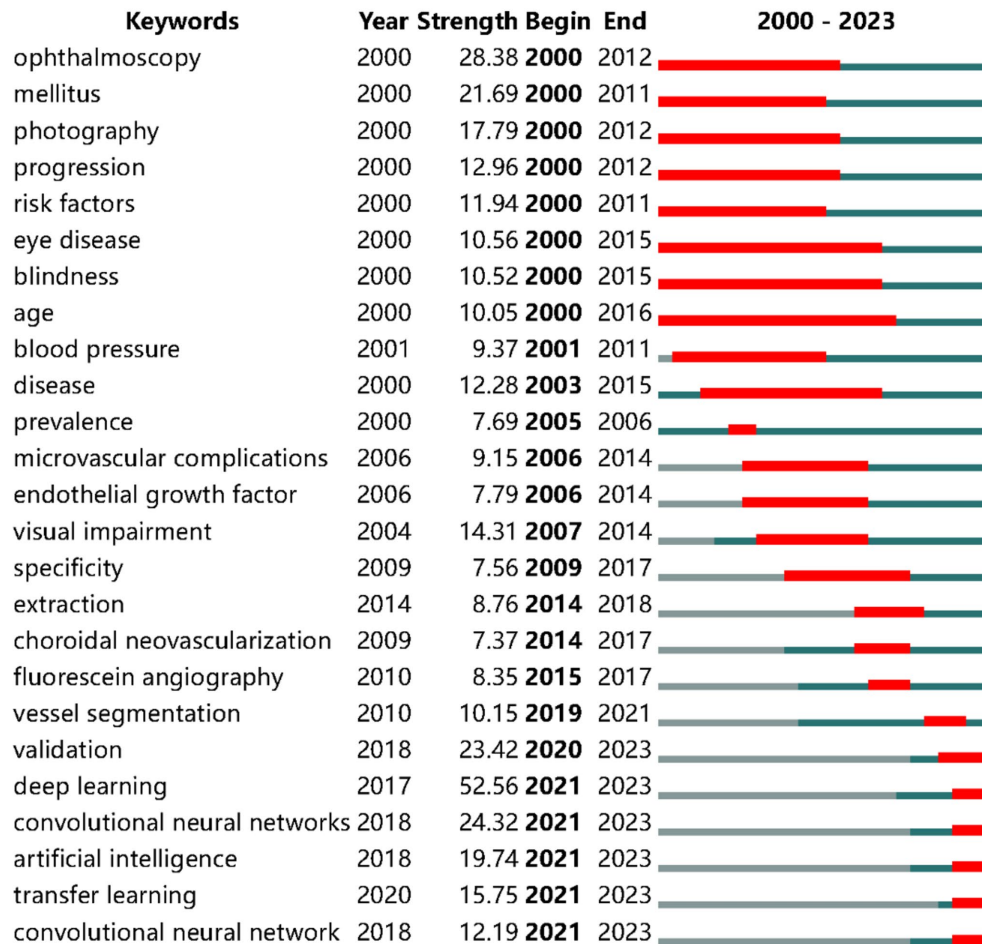 Keywords Year Strength Begin End 2000 - 2023
ophthalmoscopy 2000 28.38 2000 2012
mellitus 2000 21.69 2000 2011
photography 2000 17.79 2000 2012
progression 2000 12.96 2000 2012
risk factors 2000 11.94 2000 2011
eye disease 2000 10.56 2000 2015
blindness 2000 10.52 2000 2015
age 2000 10.05 2000 2016
blood pressure 2001 9.37 2001 2011
disease 2000 12.28 2003 2015
prevalence 2000 7.69 2005 2006
microvascular complications 2006 9.15 2006 2014
endothelial growth factor 2006 7.79 2006 2014
visual impairment 2004 14.31 2007 2014
specificity 2009 7.56 2009 2017
extraction 2014 8.76 2014 2018
choroidal neovascularization 2009 7.37 2014 2017
fluorescein angiography 2010 8.35 2015 2017
vessel segmentation 2010 10.15 2019 2021
validation 2018 23.42 2020 2023
deep learning 2017 52.56 2021 2023
convolutional neural networks 2018 24.32 2021 2023
artificial intelligence 2018 19.74 2021 2023
transfer learning 2020 15.75 2021 2023
convolutional neural network 2018 12.19 2021 2023